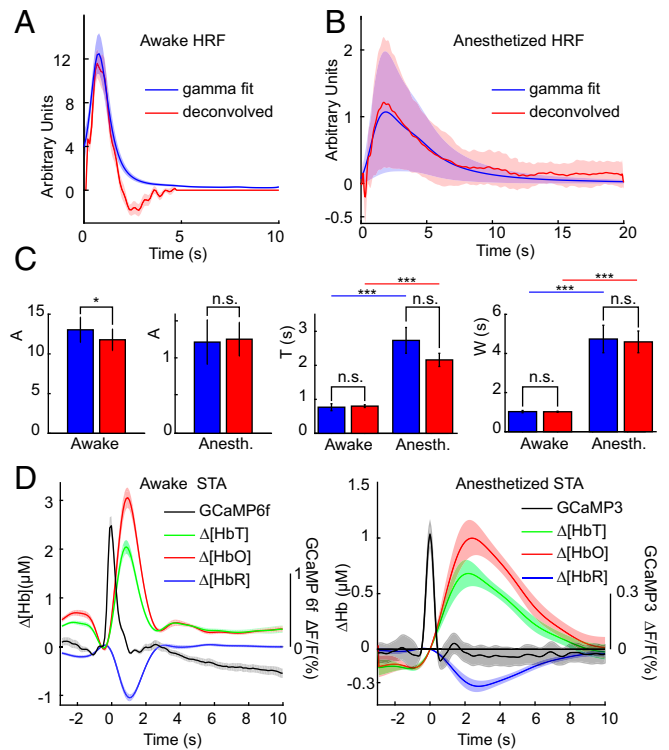 A
Awake HRF
12
8
4
0
Arbitrary Units
gamma fit
deconvolved
0
5
10
Time (s)
B
Anesthetized HRF
2
1
0
-0.5
Arbitrary Units
gamma fit
deconvolved
0
5
10
15
20
Time (s)
C
15
10
5
0
A
*
Awake
1
0
A
n.s.
Anesth.
3
2
1
0
T (s)
n.s.
***
***
n.s.
Awake
Anesth.
6
4
2
0
W (s)
n.s.
***
***
n.s.
Awake
Anesth.
D
Awake STA
3
2
1
0
-1
Δ[Hb](μM)
GCaMP6f
Δ[HbT]
Δ[HbO]
Δ[HbR]
1
0
GCaMP 6f ΔF/F(%)
-2
0
2
4
6
8
10
Time (s)
Anesthetized STA
1
0.5
0
-0.3
ΔHb (μM)
GCaMP3
Δ[HbT]
Δ[HbO]
Δ[HbR]
0.3
0
GCaMP3 ΔF/F(%)
-2
0
2
4
6
8
10
Time (s)